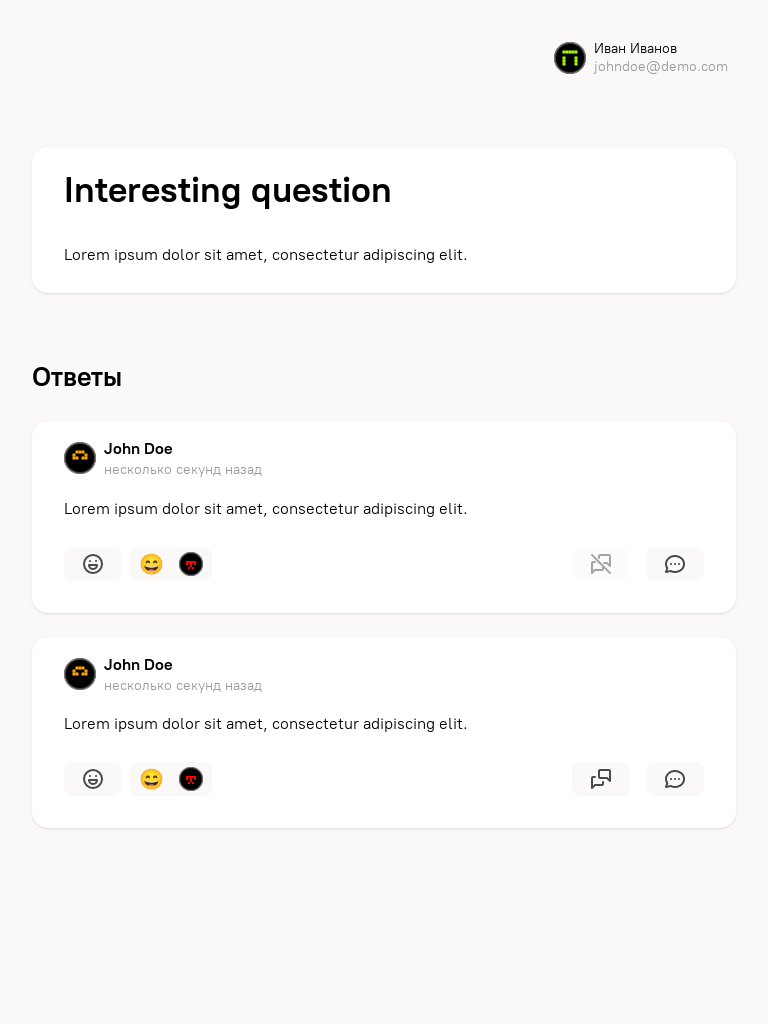 Иван Иванов
johndoe@demo.com
Interesting question
Lorem ipsum dolor sit amet, consectetur adipiscing elit.
Ответы
John Doe
несколько секунд назад
Lorem ipsum dolor sit amet, consectetur adipiscing elit.
John Doe
несколько секунд назад
Lorem ipsum dolor sit amet, consectetur adipiscing elit.